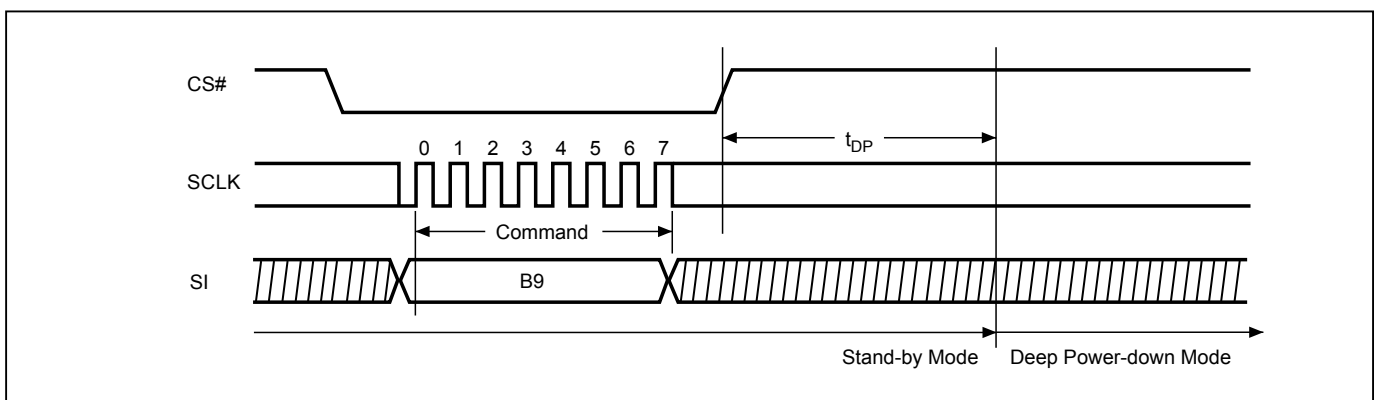 CS#
tDP
0 1 2 3 4 5 6 7
SCLK
Command
SI
B9
Stand-by Mode
Deep Power-down Mode